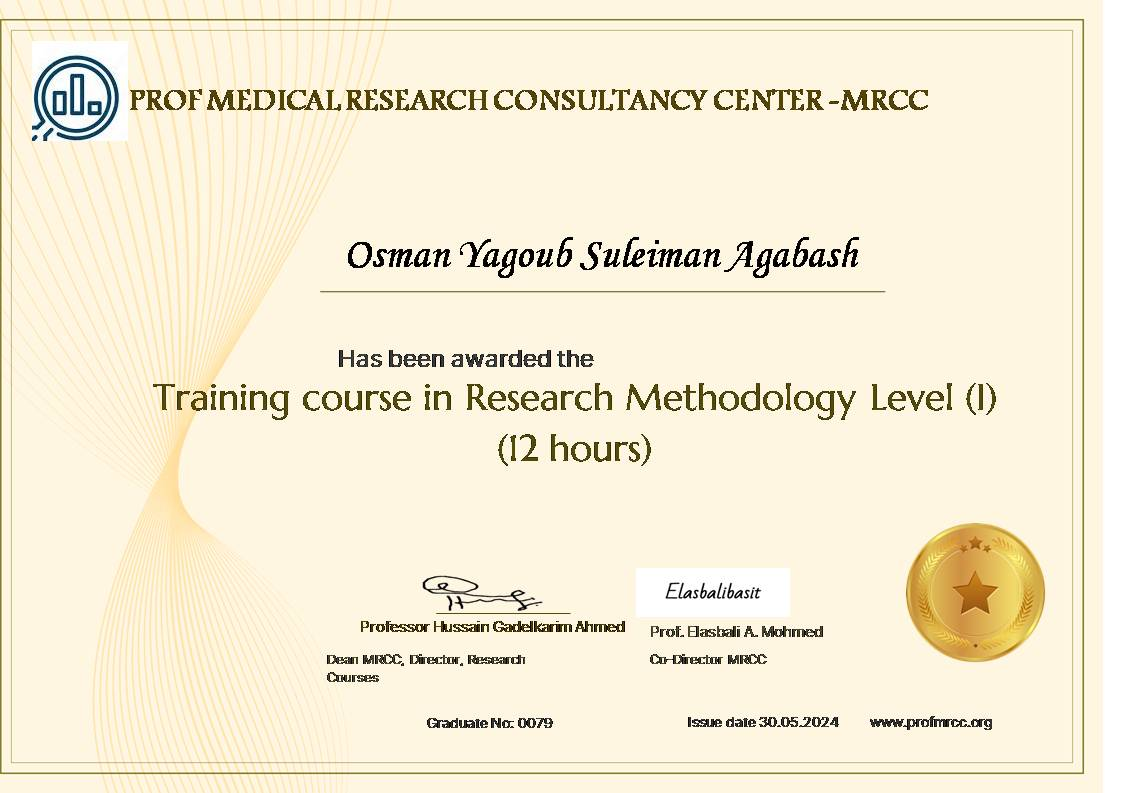 PROF MEDICAL RESEARCH CONSULTANCY CENTER -MRCC
Osman Yagoub Suleiman Agabash
Has been awarded the
Training course in Research Methodology Level (I)
(12 hours)
Elasbalibasit
Professor Hussain Gadelkarim Ahmed
Prof. Elasbali A. Mohmed
Dean MRCC, Director, Research
Courses
Co-Director MRCC
Graduate No: 0079
Issue date 30.05.2024
www.profmrcc.org